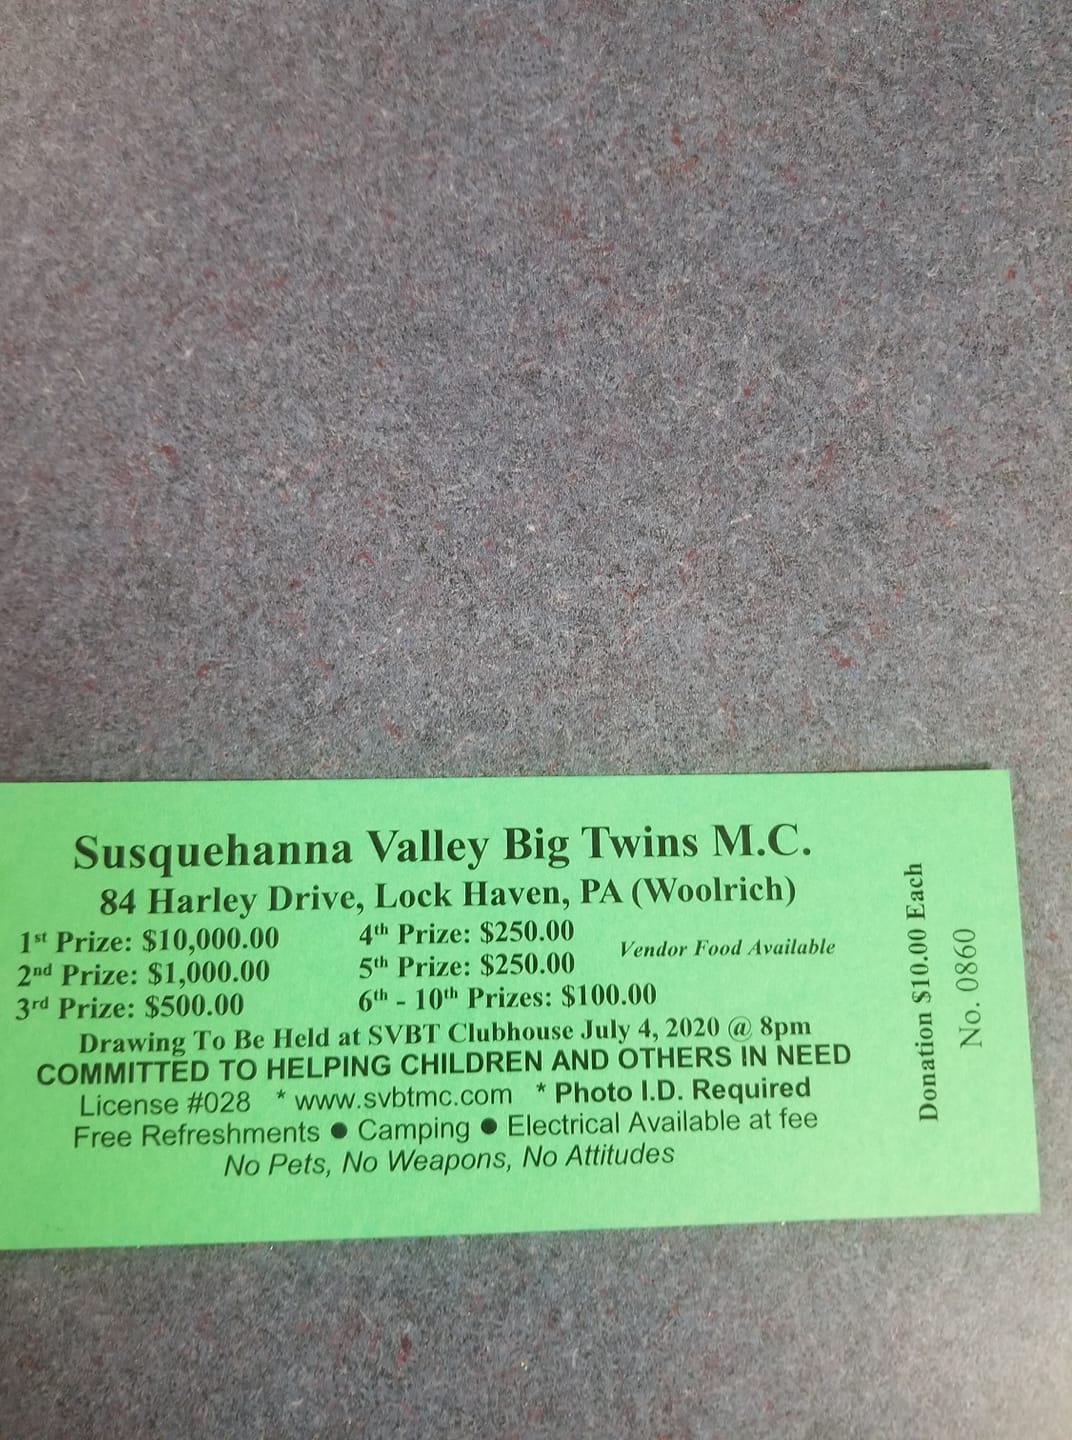 Susquehanna Valley Big Twins M.C.
84 Harley Drive, Lock Haven, PA (Woolrich)
1st Prize: $10,000.00
2nd Prize: $1,000.00
3rd Prize: $500.00
4th Prize: $250.00
5th Prize: $250.00
6th - 10th Prizes: $100.00
Vendor Food Available
Drawing To Be Held at SVBT Clubhouse July 4, 2020 @ 8pm
COMMITTED TO HELPING CHILDREN AND OTHERS IN NEED
License #028 * www.svbtmc.com * Photo I.D. Required
Free Refreshments ● Camping ● Electrical Available at fee
No Pets, No Weapons, No Attitudes
Donation $10.00 Each
No. 0860